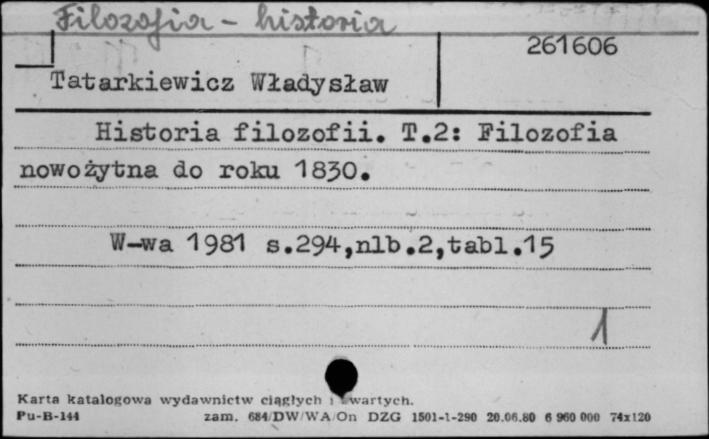 Filozofia - historia
261606
Tatarkiewicz Władysław
Historia filozofii. T.2: Filozofia
nowożytna do roku 1830.
W-wa 1981 s.294,nlb.2,tabl.15
1
Karta katalogowa wydawnictw ciągłych i zwartych.
Pu-B-144 zam. 684/DW/WA/On DZG 1501-1-290 20.06.80 6 960 000 74x120